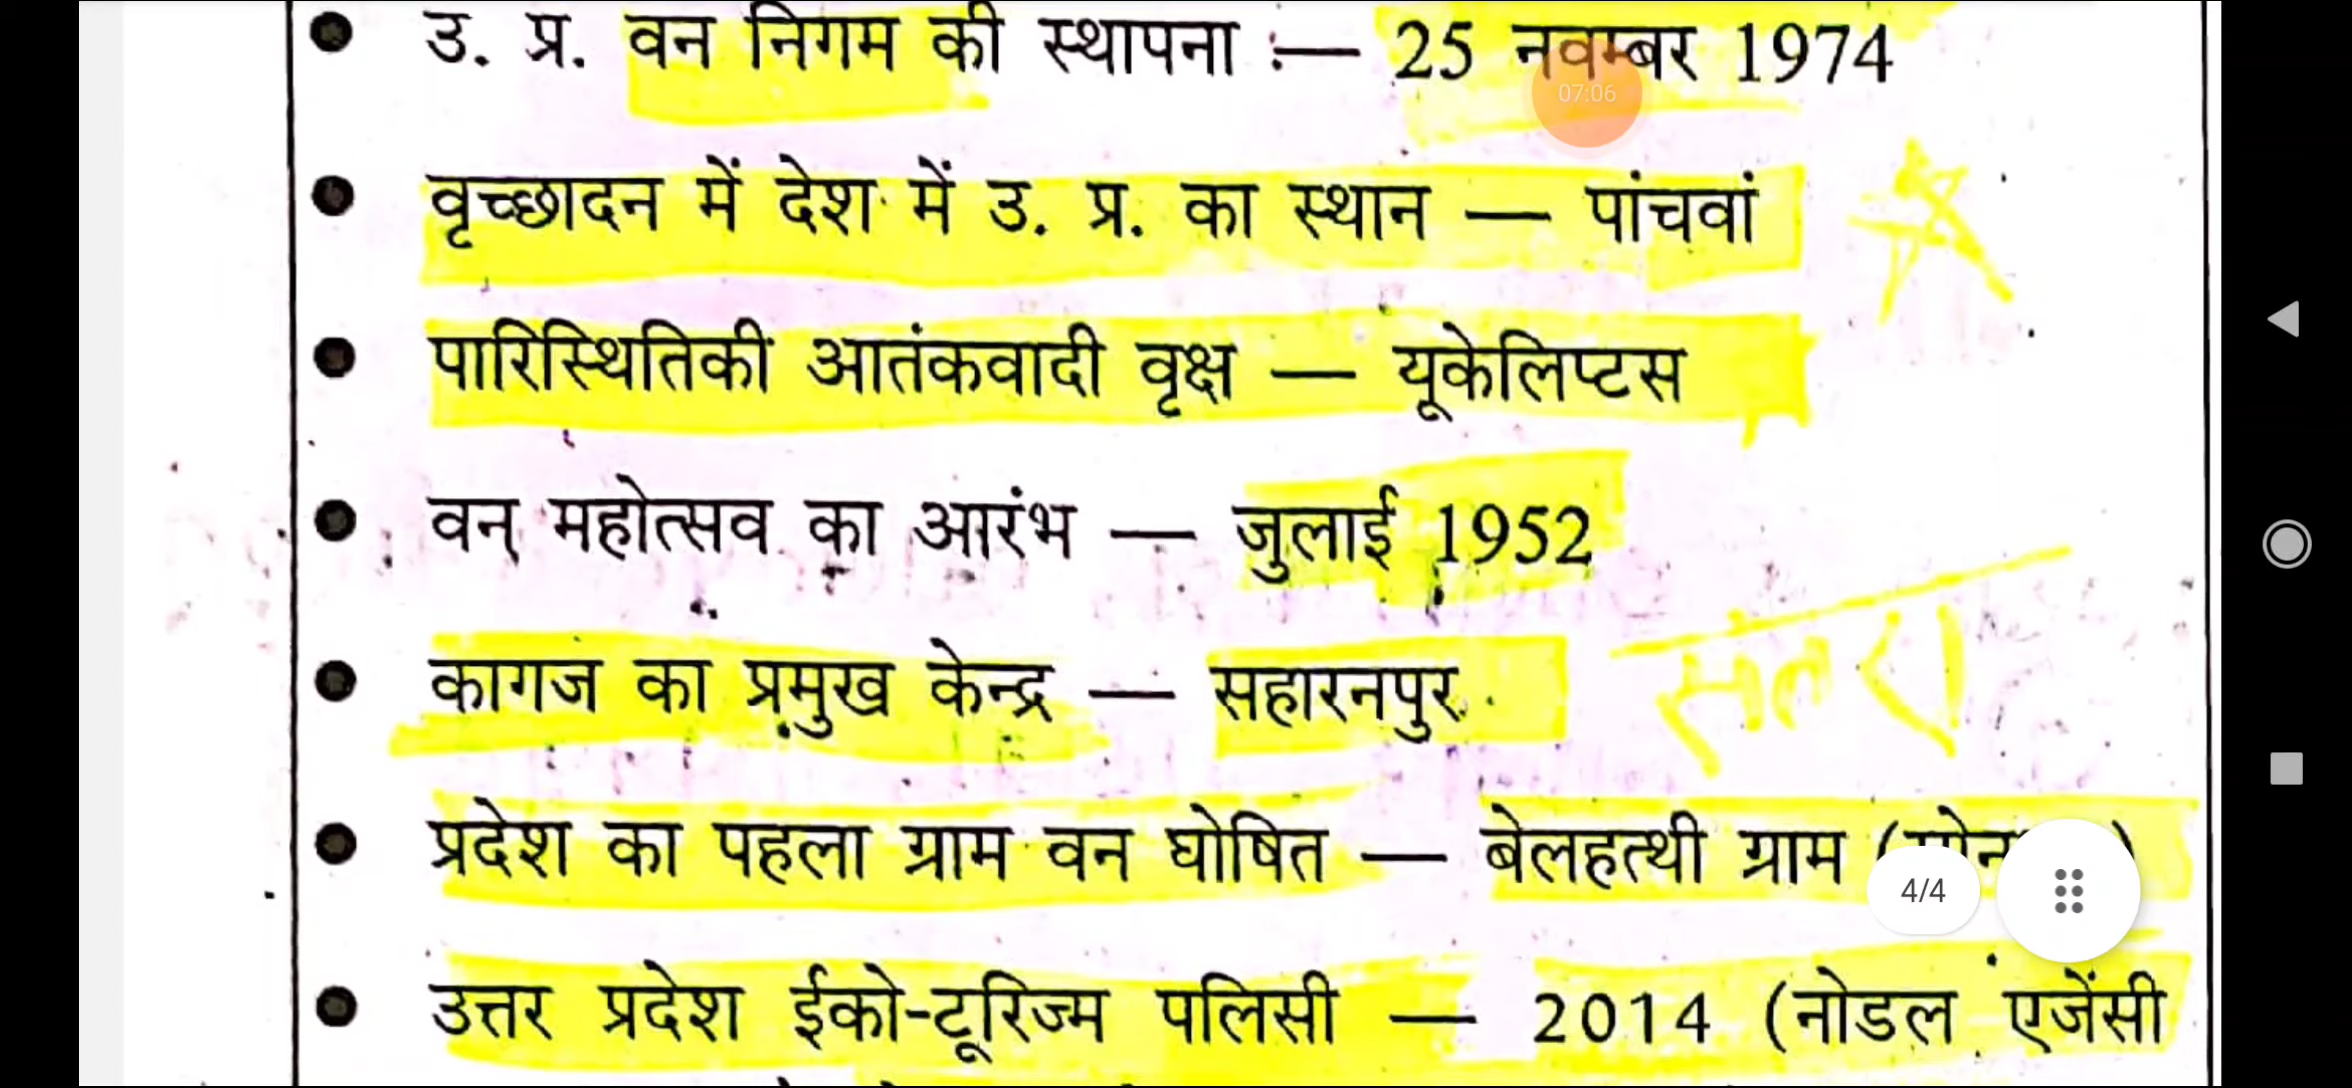 उ. प्र. वन निगम की स्थापना :— 25 नवम्बर 1974
07:06
वृच्छादन में देश में उ. प्र. का स्थान — पांचवां
पारिस्थितिकी आतंकवादी वृक्ष — यूकेलिप्टस
वन महोत्सव का आरंभ — जुलाई 1952
कागज का प्रमुख केन्द्र — सहारनपुर
प्रदेश का पहला ग्राम वन घोषित — बेलहत्थी ग्राम
4/4
उत्तर प्रदेश ईको-टूरिज्म पलिसी — 2014 (नोडल एजेंसी